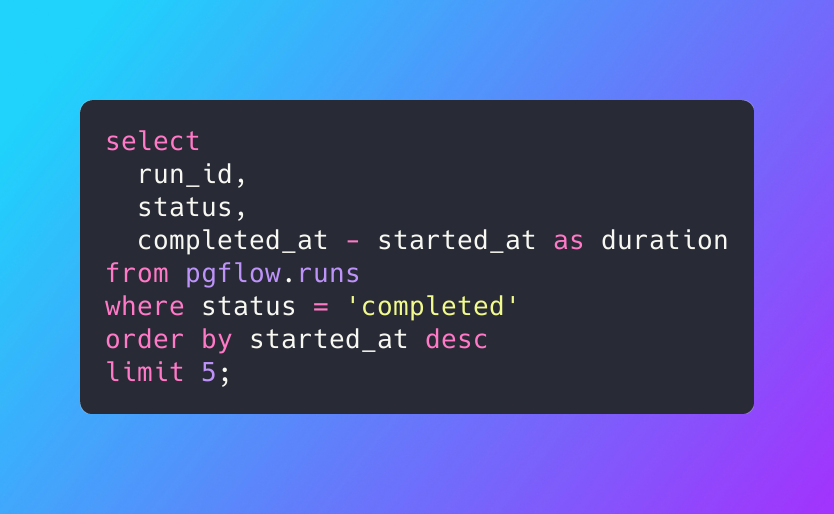 select
  run_id,
  status,
  completed_at - started_at as duration
from pgflow.runs
where status = 'completed'
order by started_at desc
limit 5;